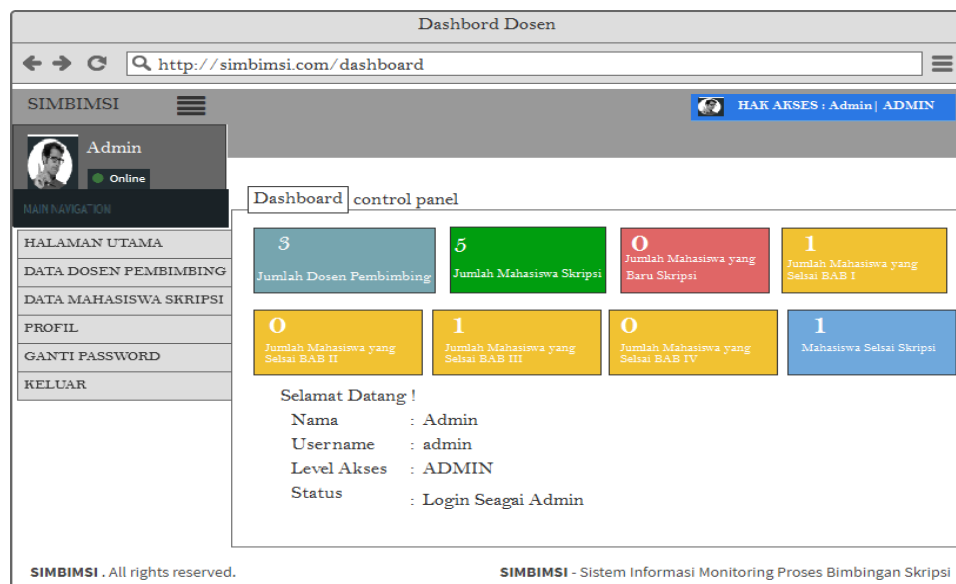 Dashbord Dosen
http://simbimsi.com/dashboard
SIMBIMSI
HAK AKSES : Admin| ADMIN
Admin
Online
MAIN NAVIGATION
HALAMAN UTAMA
DATA DOSEN PEMBIMBING
DATA MAHASISWA SKRIPSI
PROFIL
GANTI PASSWORD
KELUAR
Dashboard control panel
3
Jumlah Dosen Pembimbing
5
Jumlah Mahasiswa Skripsi
0
Jumlah Mahasiswa yang
Baru Skripsi
1
Jumlah Mahasiswa yang
Selsai BAB I
0
Jumlah Mahasiswa yang
Selsai BAB II
1
Jumlah Mahasiswa yang
Selsai BAB III
0
Jumlah Mahasiswa yang
Selsai BAB IV
1
Mahasiswa Selsai Skripsi
Selamat Datang !
Nama : Admin
Username : admin
Level Akses : ADMIN
Status : Login Seagai Admin
SIMBIMSI . All rights reserved.
SIMBIMSI - Sistem Informasi Monitoring Proses Bimbingan Skripsi